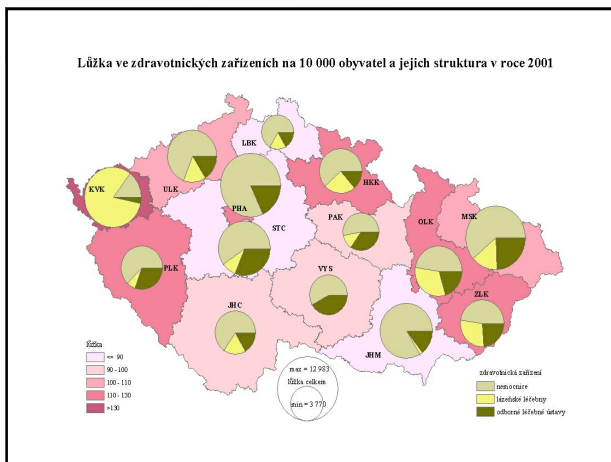 Lůžka ve zdravotnických zařízeních na 10 000 obyvatel a jejich struktura v roce 2001
LBK
KVK
ULK
HKK
PHA
PAK
OLK
MSK
STC
PLK
VYS
ZLK
JHC
JHM
lůžka
<= 90
90 - 100
100 - 110
110 - 130
>130
max = 12 983
lůžka celkem
min = 3 770
zdravotnická zařízení
nemocnice
lázeňské léčebny
odborné léčebné ústavy